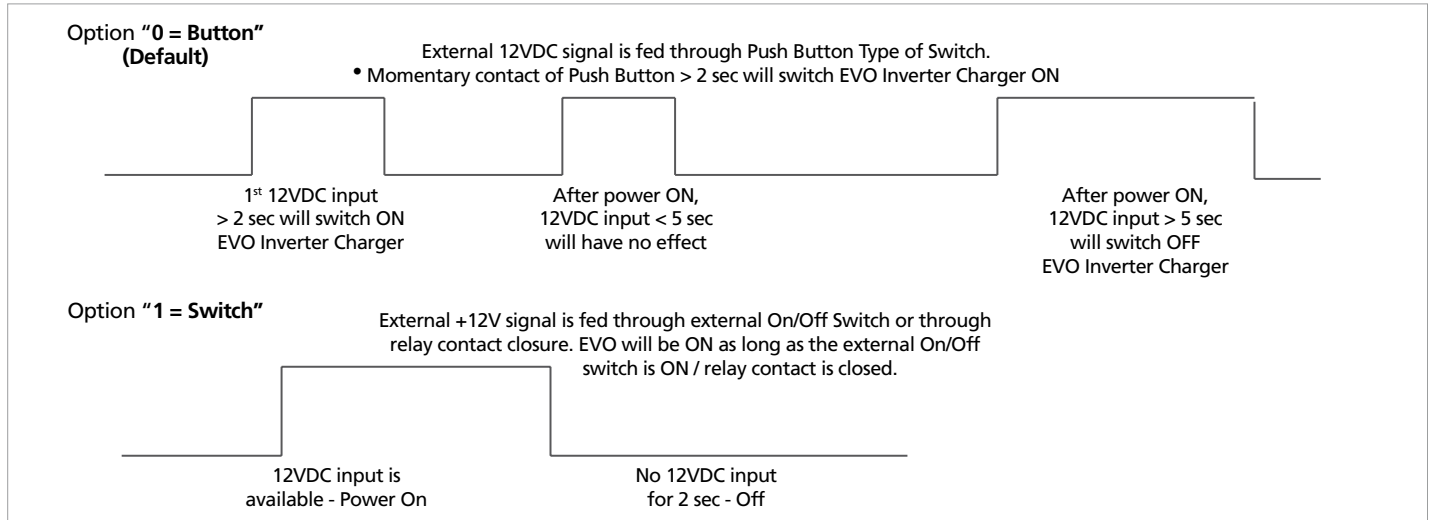 Option "0 = Button"
(Default)
External 12VDC signal is fed through Push Button Type of Switch.
• Momentary contact of Push Button > 2 sec will switch EVO Inverter Charger ON
1st 12VDC input
> 2 sec will switch ON
EVO Inverter Charger
After power ON,
12VDC input < 5 sec
will have no effect
After power ON,
12VDC input > 5 sec
will switch OFF
EVO Inverter Charger
Option "1 = Switch"
External +12V signal is fed through external On/Off Switch or through
relay contact closure. EVO will be ON as long as the external On/Off
switch is ON / relay contact is closed.
12VDC input is
available - Power On
No 12VDC input
for 2 sec - Off